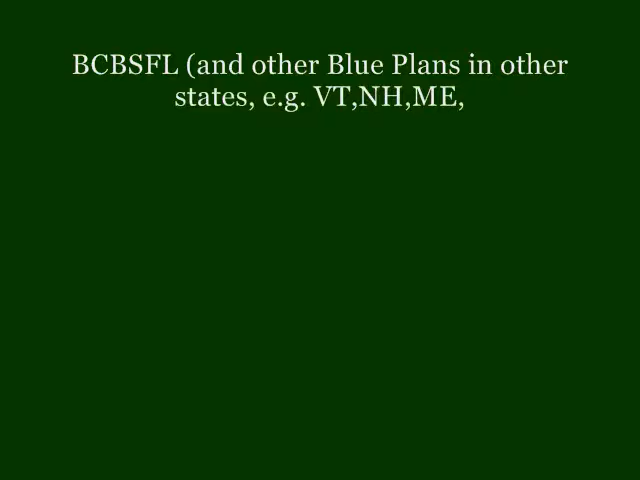 BCBSFL (and other Blue Plans in other
states, e.g. VT,NH,ME,